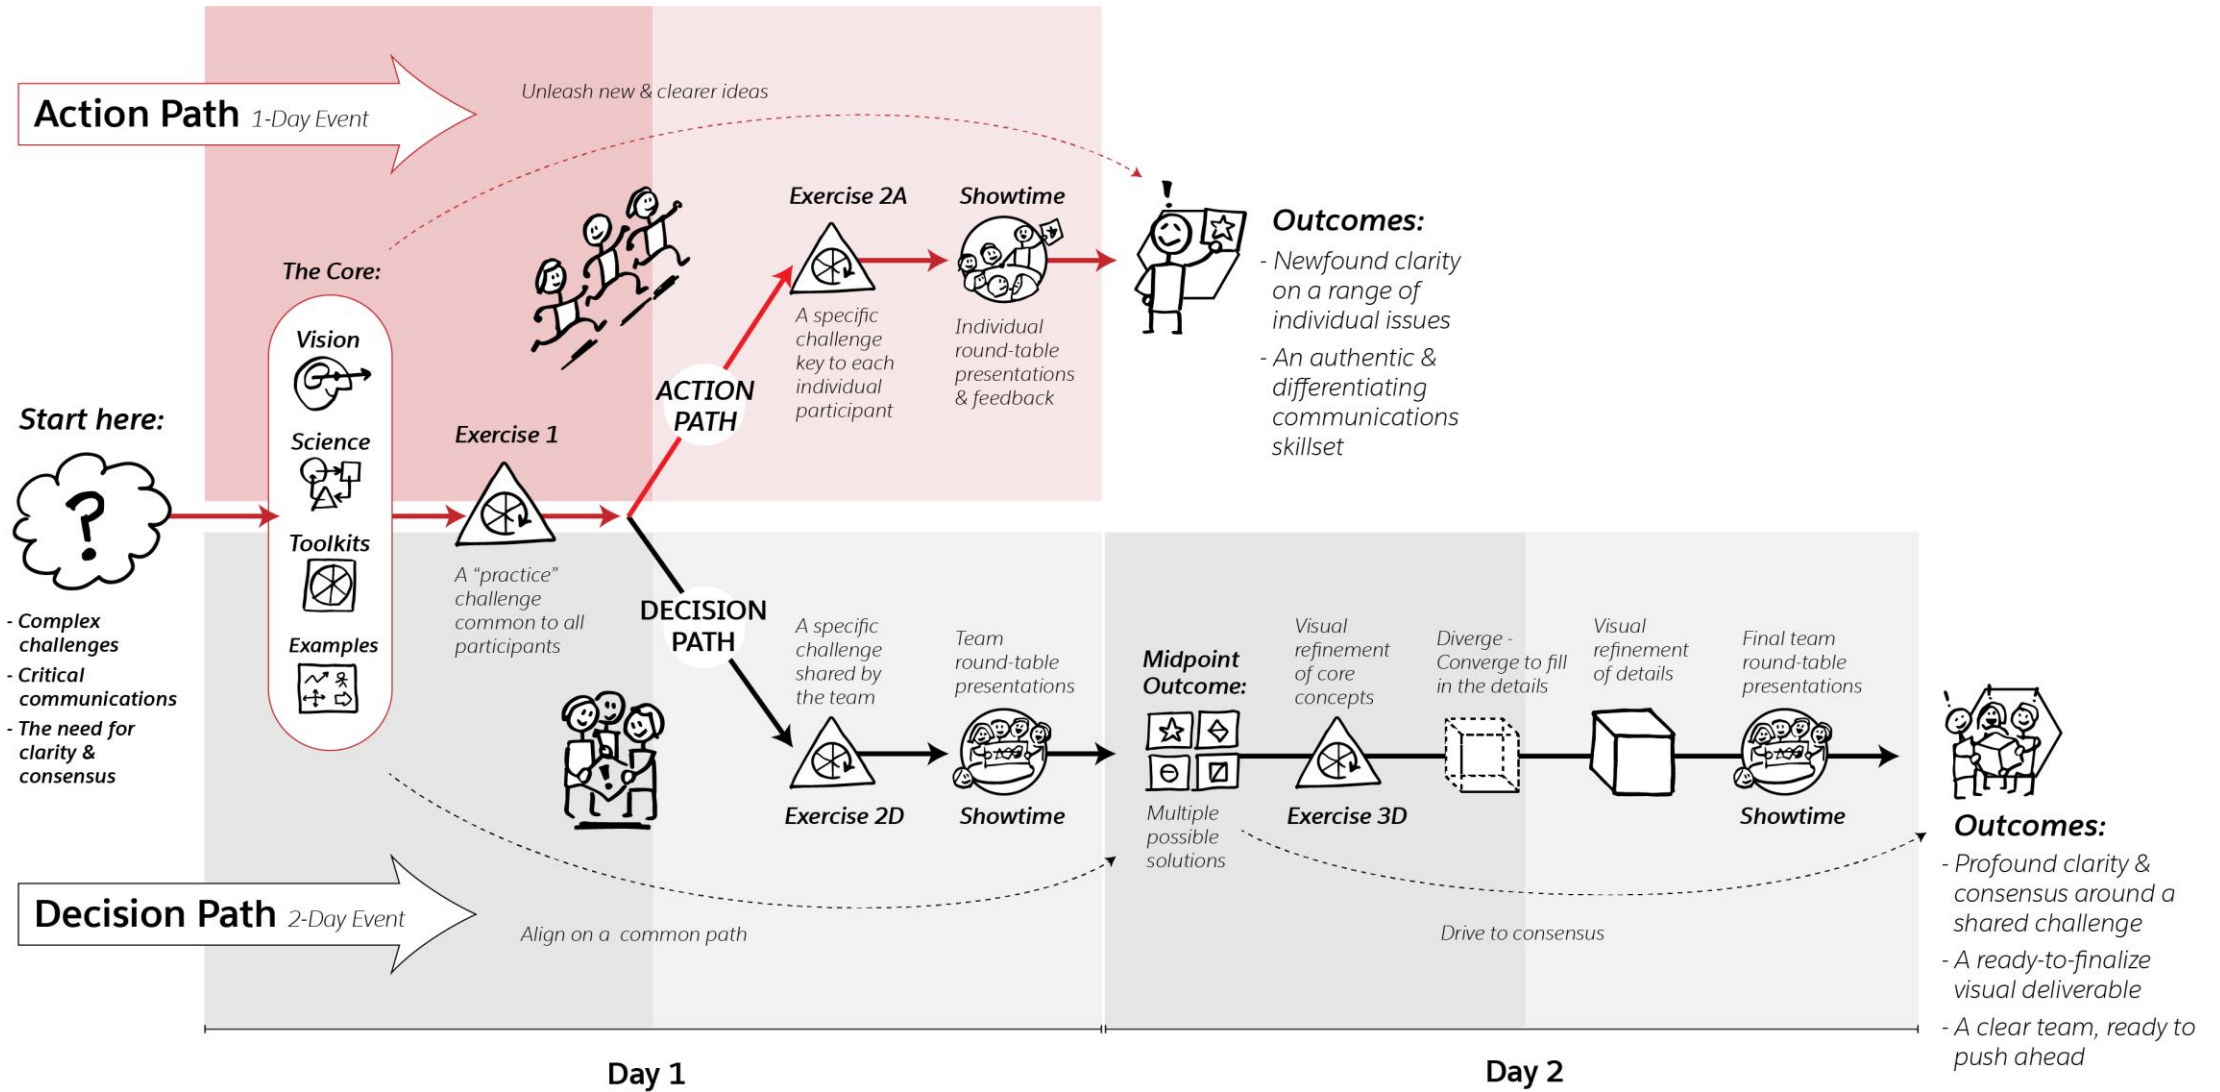 Action Path 1-Day Event
Unleash new & clearer ideas
Start here:
- Complex
challenges
- Critical
communications
- The need for
clarity &
consensus
The Core:
Vision
Science
Toolkits
Examples
Exercise 1
A “practice”
challenge
common to all
participants
ACTION
PATH
Exercise 2A
A specific
challenge
key to each
individual
participant
Showtime
Individual
round-table
presentations
& feedback
Outcomes:
- Newfound clarity
on a range of
individual issues
- An authentic &
differentiating
communications
skillset
DECISION
PATH
A specific
challenge
shared by
the team
Exercise 2D
Team
round-table
presentations
Showtime
Midpoint
Outcome:
Multiple
possible
solutions
Visual
refinement
of core
concepts
Exercise 3D
Diverge -
Converge to fill
in the details
Visual
refinement
of details
Final team
round-table
presentations
Showtime
Outcomes:
- Profound clarity &
consensus around a
shared challenge
- A ready-to-finalize
visual deliverable
- A clear team, ready to
push ahead
Decision Path 2-Day Event
Align on a common path
Drive to consensus
Day 1
Day 2